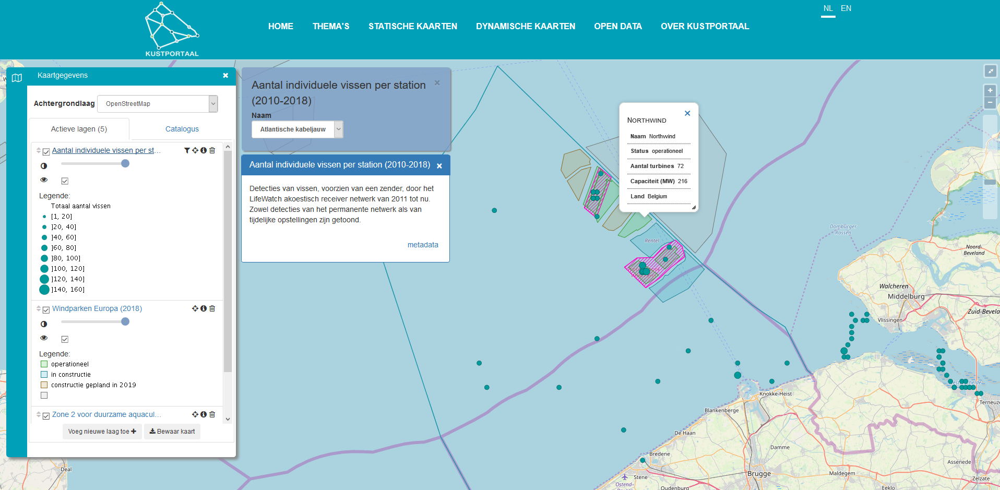 KUSTPORTAAL
HOME
THEMA'S
STATISCHE KAARTEN
DYNAMISCHE KAARTEN
OPEN DATA
OVER KUSTPORTAAL
NL
EN
Kaartgegevens
Achtergrondlaag
OpenStreetMap
Actieve lagen (5)
Catalogus
Aantal individuele vissen per st...
Legende:
Totaal aantal vissen
[1, 20]
]20, 40]
]40, 60]
]60, 80]
]80, 100]
]100, 120]
]120, 140]
]140, 160]
Windparken Europa (2018)
Legende:
operationeel
in constructie
constructie gepland in 2019
Zone 2 voor duurzame aquacul...
Voeg nieuwe laag toe
Bewaar kaart
Aantal individuele vissen per station
(2010-2018)
Naam
Atlantische kabeljauw
Aantal individuele vissen per station (2010-2018)
Detecties van vissen, voorzien van een zender, door het
LifeWatch akoestisch receiver netwerk van 2011 tot nu.
Zowel detecties van het permanente netwerk als van
tijdelijke opstellingen zijn getoond.
metadata
NORTHWIND
Naam Northwind
Status operationeel
Aantal turbines 72
Capaciteit (MW) 216
Land Belgium
Rentel
Domburger
Rassen
Noord-
Beveland
Walcheren
Middelburg
Vlissingen
Zuid-Bevela
Terneuze
Knokke-Heist
Blankenberge
De Haan
Damme
Bredene
Stene
Ostend-
Brugge
Maldegem
Assenede
Zelzate
Eeklo
Oudenburg
Deal